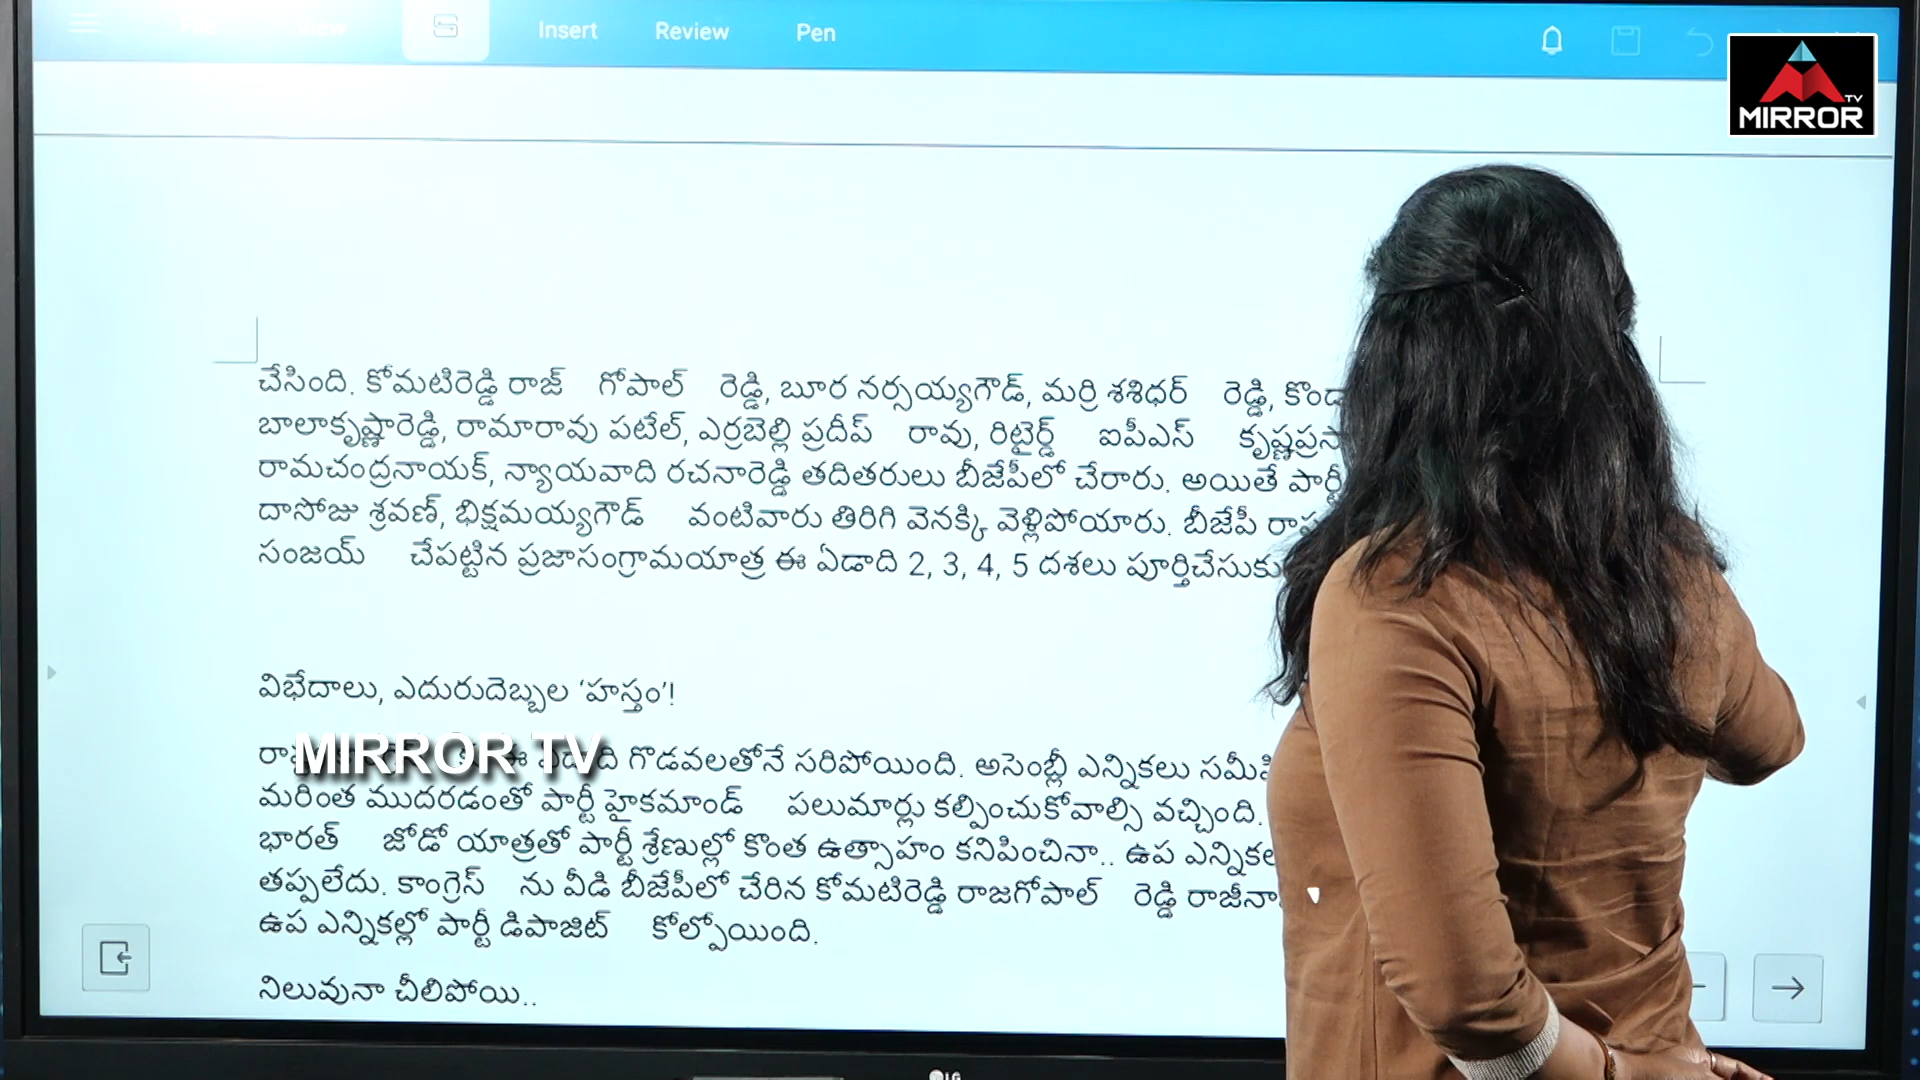 File View Insert Review Pen
MIRROR TV
చేసింది. కోమటిరెడ్డి రాజ్ గోపాల్ రెడ్డి, బూర నర్సయ్యగౌడ్, మర్రి శశిధర్ రెడ్డి,
బాలాకృష్ణారెడ్డి, రామారావు పటేల్, ఎర్రబెల్లి ప్రదీప్ రావు, రిటైర్డ్ ఐపీఎస్
రామచంద్రనాయక్, న్యాయవాది రచనారెడ్డి తదితరులు బీజేపీలో చేరారు. అయితే
దాసోజు శ్రవణ్, భిక్షమయ్యగౌడ్ వంటివారు తిరిగి వెనక్కి వెళ్లిపోయారు. బీజేపీ
సంజయ్ చేపట్టిన ప్రజాసంగ్రామయాత్ర ఈ ఏడాది 2, 3, 4, 5 దశలు
విభేదాలు, ఎదురుదెబ్బల ‘హస్తం’!
MIRROR TV
గొడవలతోనే సరిపోయింది. అసెంబ్లీ ఎన్నికలు
మరింత ముదరడంతో పార్టీ హైకమాండ్ పలుమార్లు కల్పించుకోవాల్సి వచ్చింది.
భారత్ జోడో యాత్రతో పార్టీ శ్రేణుల్లో కొంత ఉత్సాహం కనిపించినా.. ఉప
తప్పలేదు. కాంగ్రెస్ ను వీడి బీజేపీలో చేరిన కోమటిరెడ్డి రాజగోపాల్ రెడ్డి
ఉప ఎన్నికల్లో పార్టీ డిపాజిట్ కోల్పోయింది.
నిలువునా చీలిపోయి..
LG